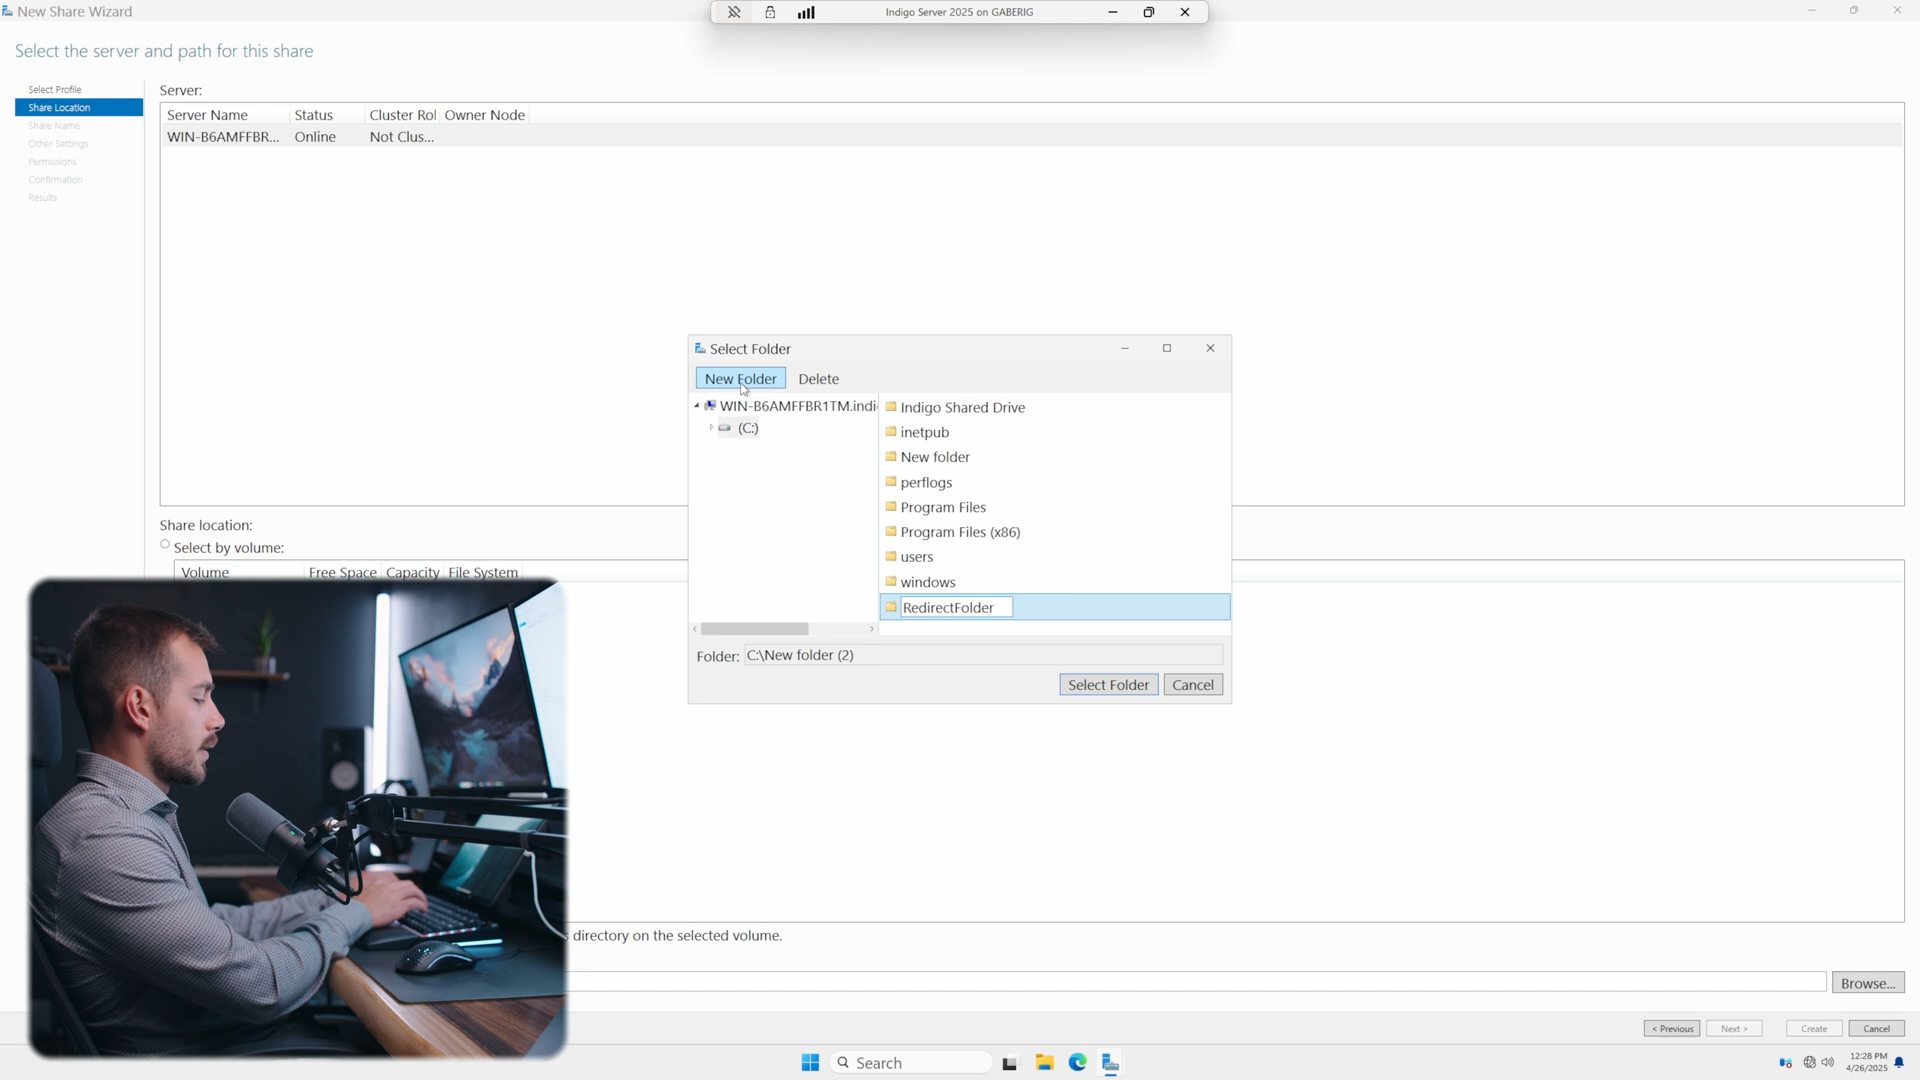 New Share Wizard
Indigo Server 2025 on GABERIG
Select the server and path for this share
Select Profile
Share Location
Share Name
Other Settings
Permissions
Confirmation
Results
Server:
Server Name Status Cluster Rol Owner Node
WIN-B6AMFFBR... Online Not Clus...
Select Folder
New Folder Delete
WIN-B6AMFFBR1TM.indi
(C:)
Indigo Shared Drive
inetpub
New folder
perflogs
Program Files
Program Files (x86)
users
windows
RedirectFolder
Folder: C:\New folder (2)
Select Folder Cancel
Share location:
Select by volume:
Volume Free Space Capacity File System
directory on the selected volume.
Browse...
< Previous Next > Create Cancel
Search
12:28 PM
4/26/2025